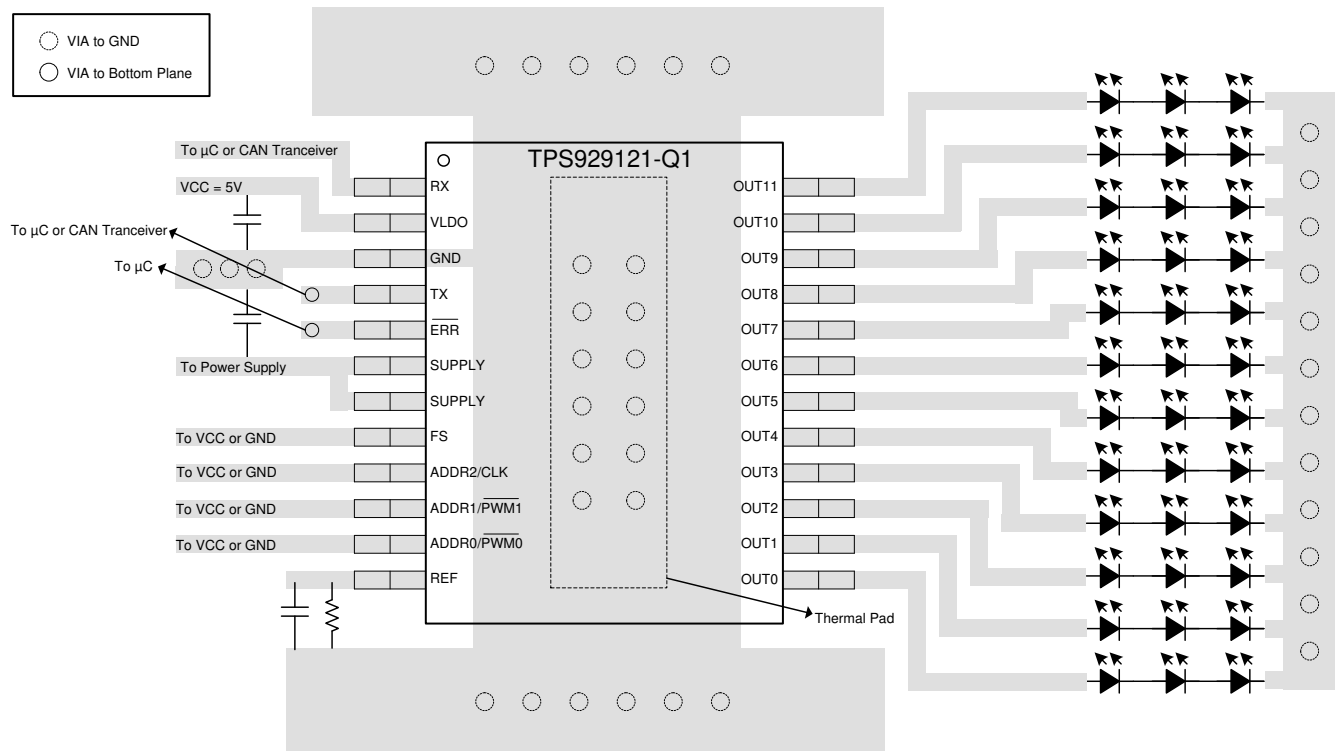 VIA to GND
VIA to Bottom Plane
To µC or CAN Tranceiver
VCC = 5V
To µC or CAN Tranceiver
To µC
To Power Supply
To VCC or GND
To VCC or GND
To VCC or GND
To VCC or GND
TPS929121-Q1
RX
VLDO
GND
TX
ERR
SUPPLY
SUPPLY
FS
ADDR2/CLK
ADDR1/PWM1
ADDR0/PWM0
REF
OUT11
OUT10
OUT9
OUT8
OUT7
OUT6
OUT5
OUT4
OUT3
OUT2
OUT1
OUT0
Thermal Pad